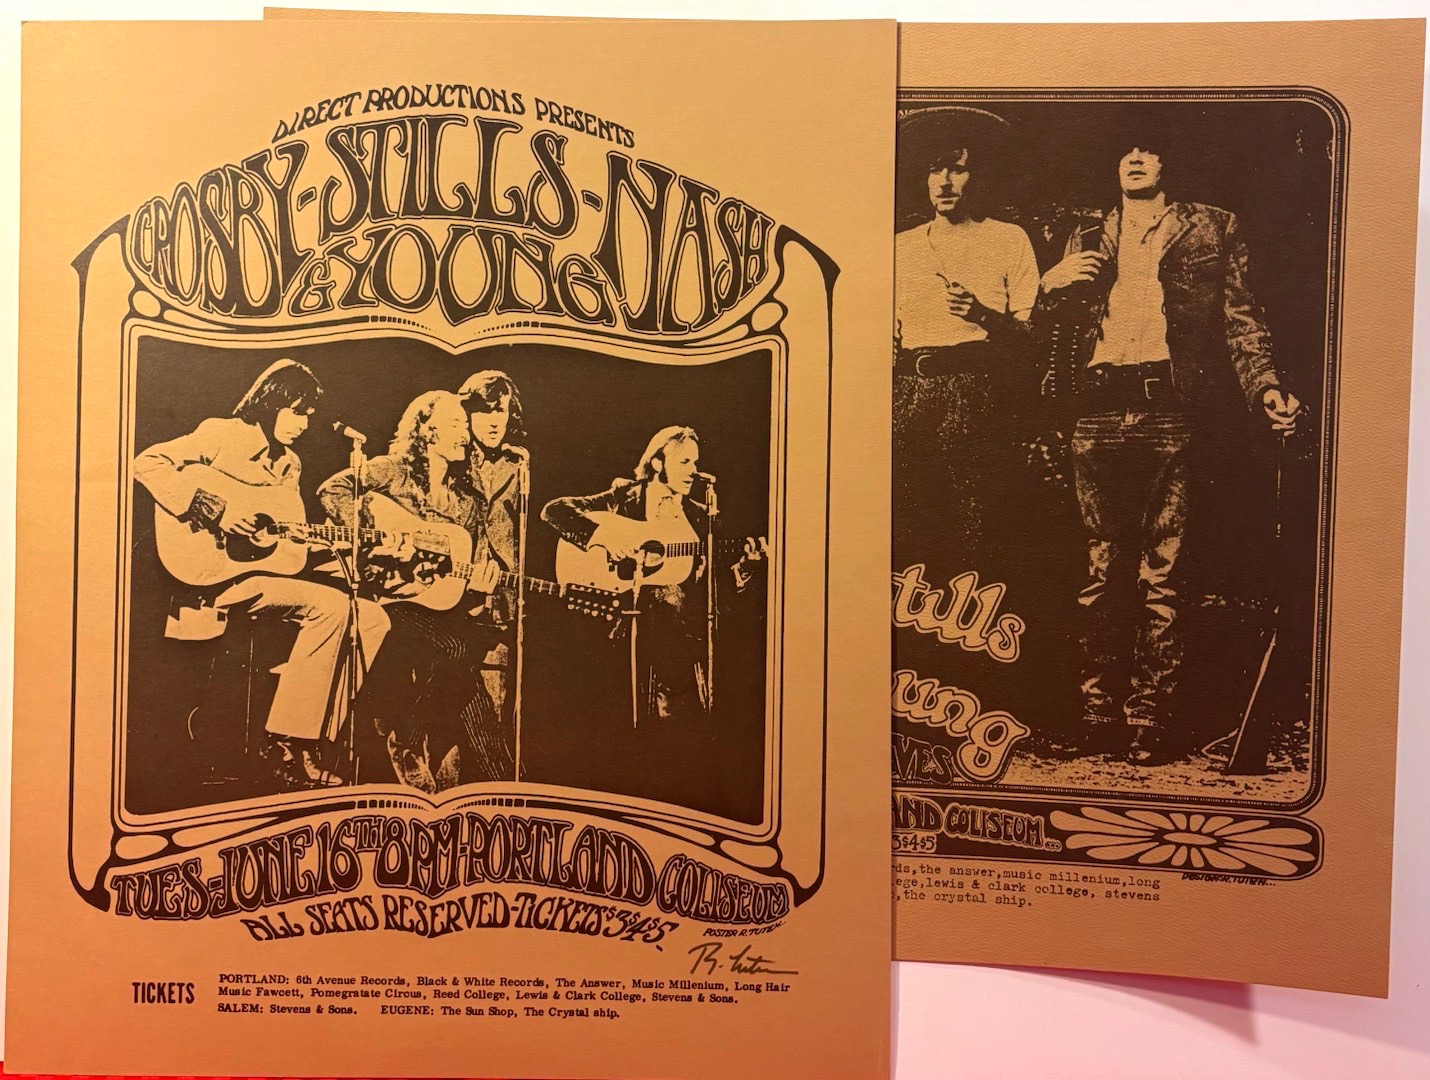 DIRECT PRODUCTIONS PRESENTS
CROSBY-STILLS-NASH
& YOUNG
TUES-JUNE 16TH 8PM-PORTLAND COLISEUM
ALL SEATS RESERVED-TICKETS $3$4$5
POSTER R. TUTEN
R. Tuten
TICKETS
PORTLAND: 6th Avenue Records, Black & White Records, The Answer, Music Millenium, Long Hair
Music Fawcett, Pomegratate Circus, Reed College, Lewis & Clark College, Stevens & Sons.
SALEM: Stevens & Sons. EUGENE: The Sun Shop, The Crystal ship.
tills
oung
VES
AND COLISEUM...
3$4$5
rds,the answer,music millenium,long
ege,lewis & clark college, stevens
,the crystal ship.